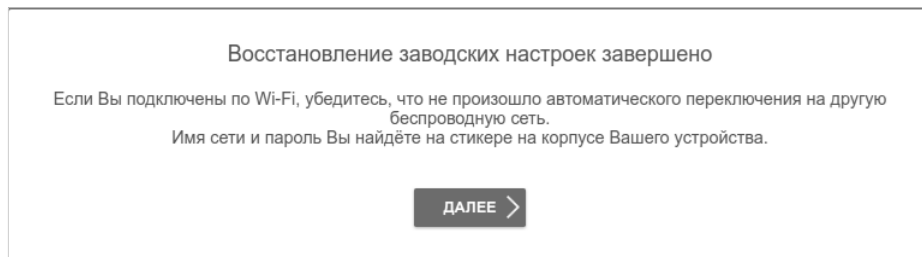 Восстановление заводских настроек завершено
Если Вы подключены по Wi-Fi, убедитесь, что не произошло автоматического переключения на другую
беспроводную сеть.
Имя сети и пароль Вы найдёте на стикере на корпусе Вашего устройства.
ДАЛЕЕ